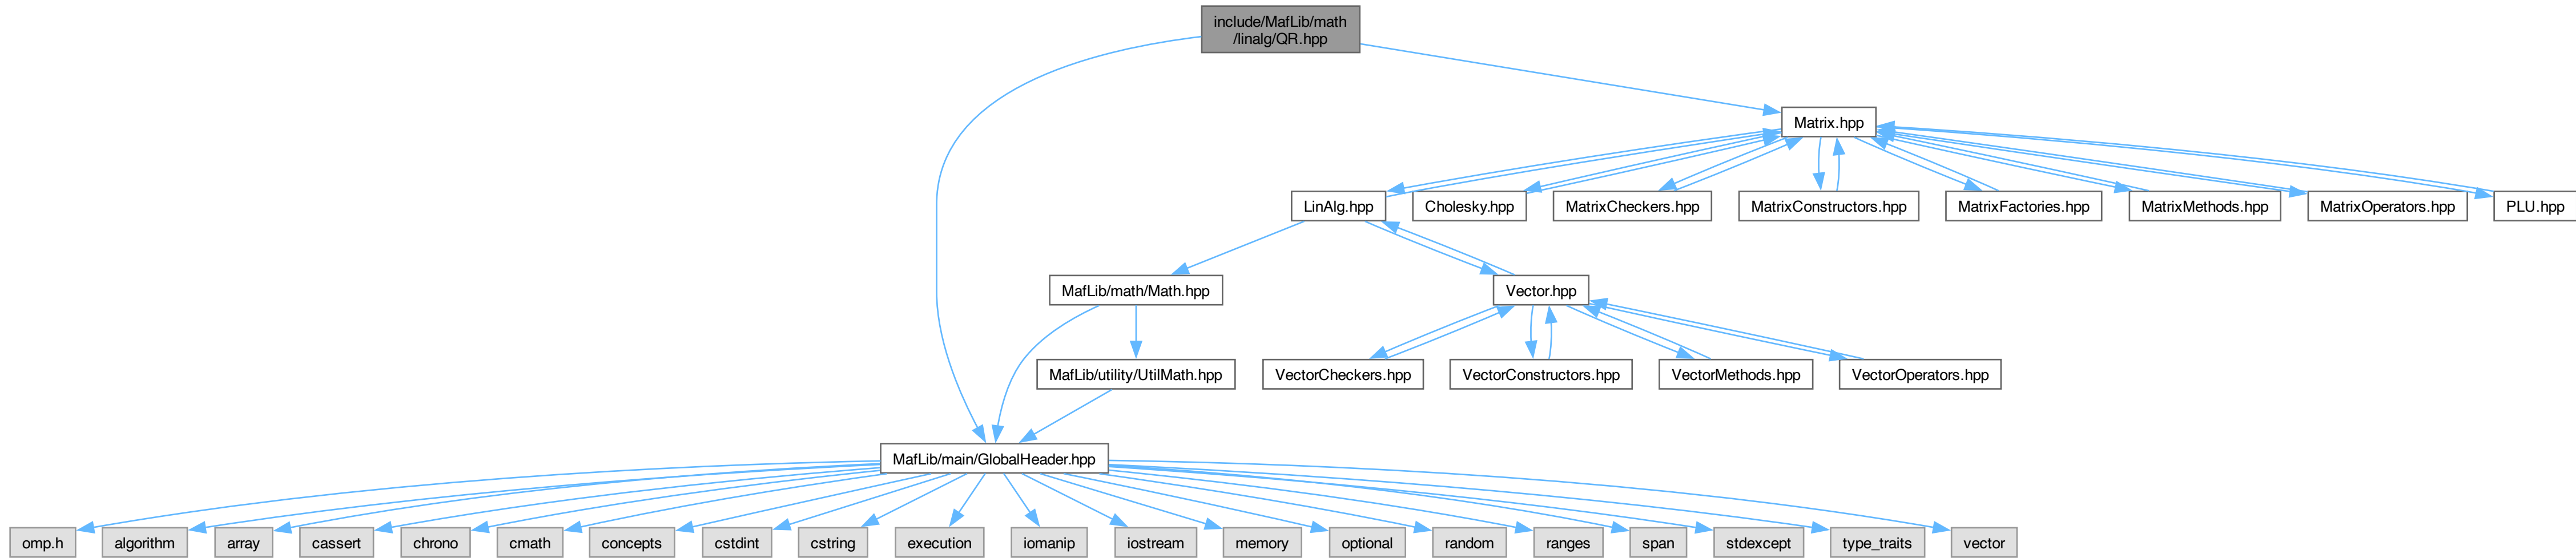 include/MafLib/math
/linalg/QR.hpp
Matrix.hpp
LinAlg.hpp
Cholesky.hpp
MatrixCheckers.hpp
MatrixConstructors.hpp
MatrixFactories.hpp
MatrixMethods.hpp
MatrixOperators.hpp
PLU.hpp
MafLib/math/Math.hpp
Vector.hpp
MafLib/utility/UtilMath.hpp
VectorCheckers.hpp
VectorConstructors.hpp
VectorMethods.hpp
VectorOperators.hpp
MafLib/main/GlobalHeader.hpp
omp.h
algorithm
array
cassert
chrono
cmath
concepts
cstdint
cstring
execution
iomanip
iostream
memory
optional
random
ranges
span
stdexcept
type_traits
vector